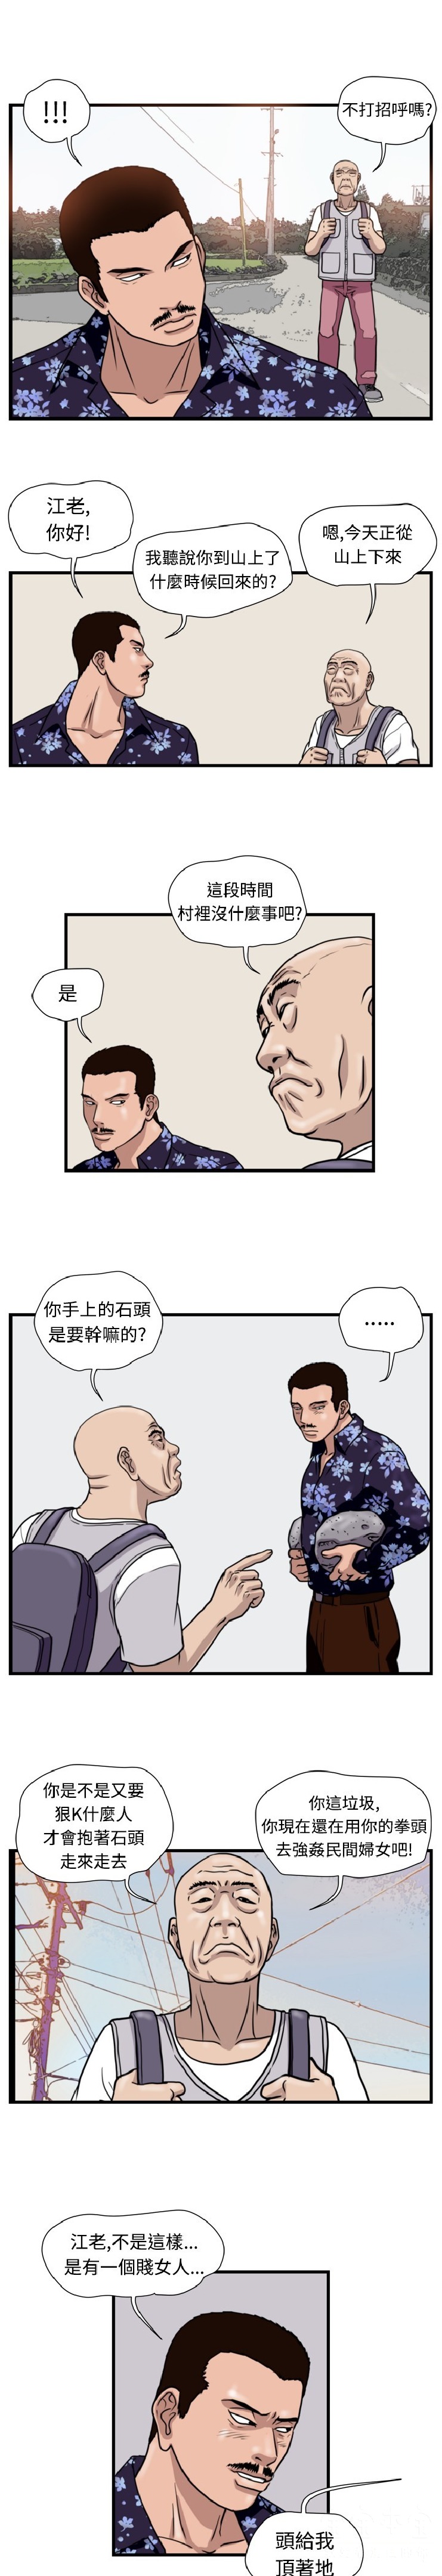 !!!
不打招呼嗎?
江老,
你好!
我聽說你到山上了
什麼時候回來的?
嗯,今天正從
山上下來
這段時間
村裡沒什麼事吧?
是
你手上的石頭
是要幹嘛的?
.....
你是不是又要
狠K什麼人
才會抱著石頭
走來走去
你這垃圾,
你現在還在用你的拳頭
去強姦民間婦女吧!
江老,不是這樣...
是有一個賤女人...
頭給我
頂著地